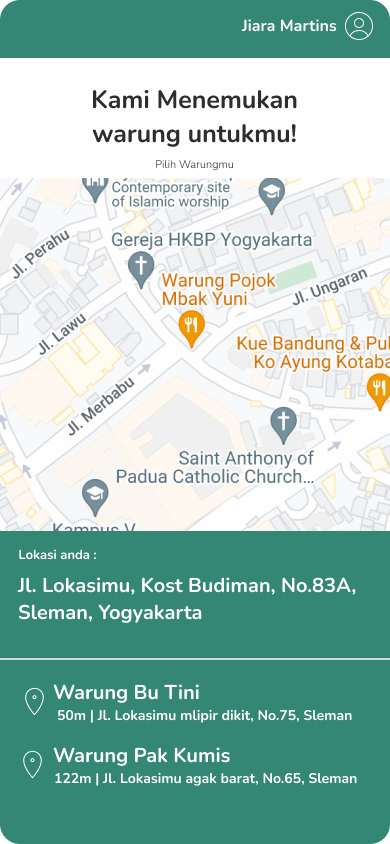 Jiara Martins
Kami Menemukan
warung untukmu!
Pilih Warungmu
Contemporary site
of Islamic worship
Gereja HKBP Yogyakarta
Jl. Perahu
Warung Pojok
Mbak Yuni
Jl. Ungaran
Jl. Lawu
Kue Bandung & Pu
Ko Ayung Kotaba
Jl. Merbabu
Saint Anthony of
Padua Catholic Church...
Kampus V
Lokasi anda :
Jl. Lokasimu, Kost Budiman, No.83A,
Sleman, Yogyakarta
Warung Bu Tini
50m | Jl. Lokasimu mlipir dikit, No.75, Sleman
Warung Pak Kumis
122m | Jl. Lokasimu agak barat, No.65, Sleman